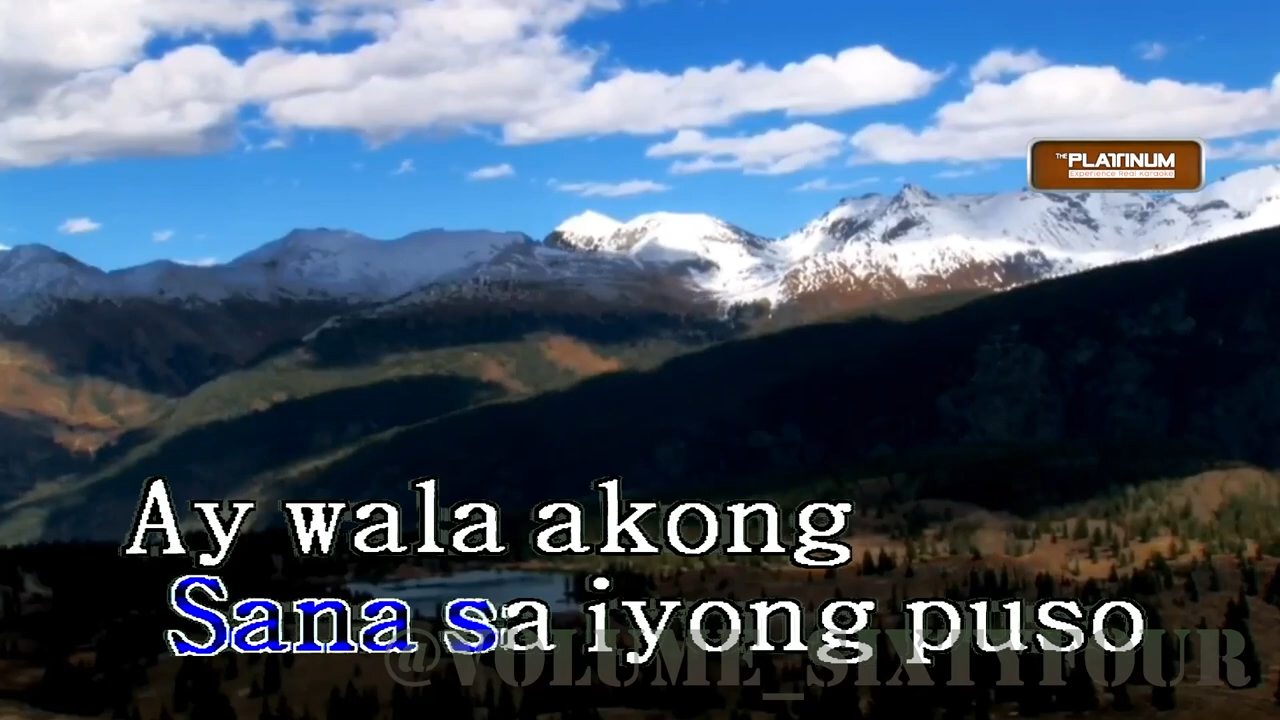 THE PLATINUM
Experience Real Karaoke
Ay wala akong
Sana sa iyong puso
@VOLUME_SIXTYFOUR